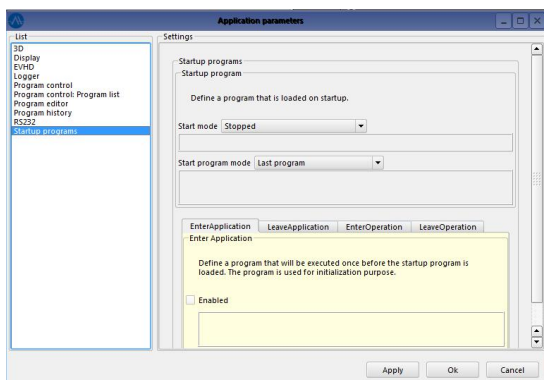 Application parameters
List
3D
Display
EVHD
Logger
Program control
Program control: Program list
Program editor
Program history
RS232
Startup programs
Settings
Startup programs
Startup program
Define a program that is loaded on startup.
Start mode Stopped
Start program mode Last program
EnterApplication LeaveApplication EnterOperation LeaveOperation
Enter Application
Define a program that will be executed once before the startup program is
loaded. The program is used for initialization purpose.
Enabled
Apply Ok Cancel